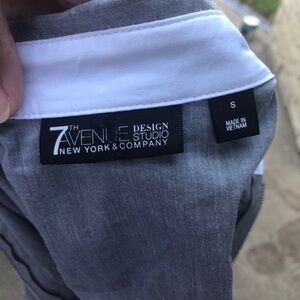 7TH AVENUE DESIGN STUDIO
NEW YORK & COMPANY
S
MADE IN
VIETNAM